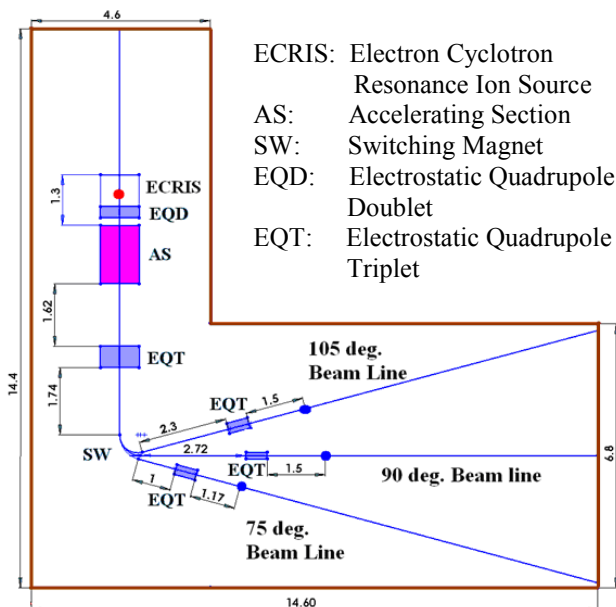 4.6
ECRIS: Electron Cyclotron
Resonance Ion Source
AS: Accelerating Section
SW: Switching Magnet
EQD: Electrostatic Quadrupole
Doublet
EQT: Electrostatic Quadrupole
Triplet
1.3
ECRIS
EQD
AS
1.62
EQT
14.4
1.74
105 deg.
Beam Line
EQT
1.5
2.3
SW
2.72
EQT
1.5
90 deg. Beam line
6.8
1
EQT
1.17
75 deg.
Beam Line
14.60